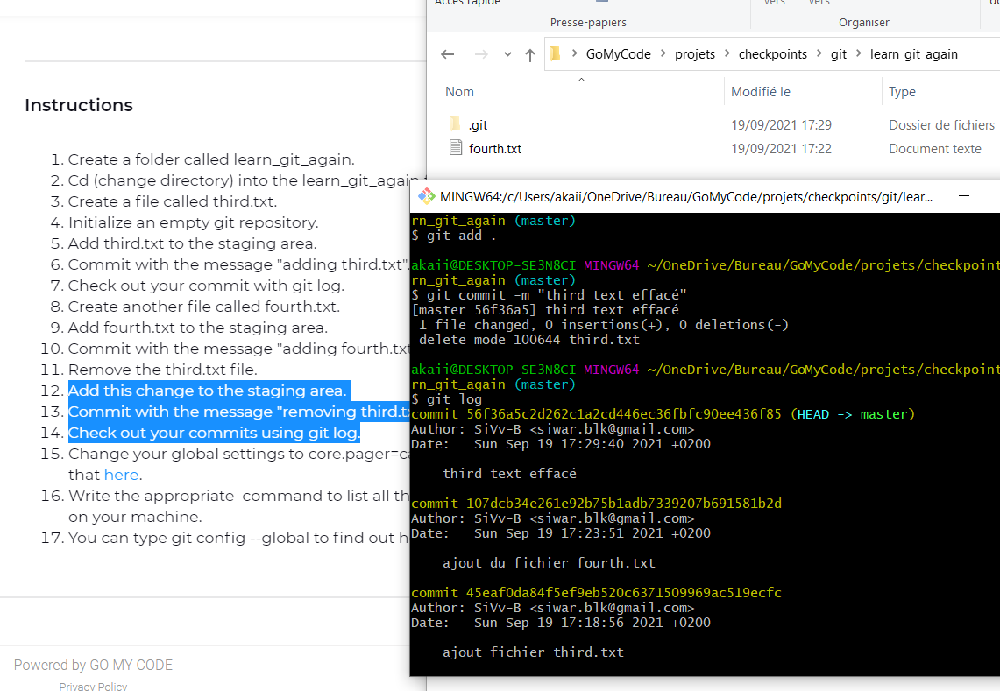 Accès rapide
Vers Vers
Presse-papiers
Organiser
GoMyCode > projets > checkpoints > git > learn_git_again
Nom Modifié le Type
.git 19/09/2021 17:29 Dossier de fichiers
fourth.txt 19/09/2021 17:22 Document texte
Instructions
1. Create a folder called learn_git_again.
2. Cd (change directory) into the learn_git_again
3. Create a file called third.txt.
4. Initialize an empty git repository.
5. Add third.txt to the staging area.
6. Commit with the message "adding third.txt".
7. Check out your commit with git log.
8. Create another file called fourth.txt.
9. Add fourth.txt to the staging area.
10. Commit with the message "adding fourth.txt
11. Remove the third.txt file.
12. Add this change to the staging area.
13. Commit with the message "removing third.tx
14. Check out your commits using git log.
15. Change your global settings to core.pager=ca
that here.
16. Write the appropriate command to list all th
on your machine.
17. You can type git config --global to find out h
Powered by GO MY CODE
Privacy Policy
MINGW64:/c/Users/akaii/OneDrive/Bureau/GoMyCode/projets/checkpoints/git/lear...
rn_git_again (master)
$ git add .
akaii@DESKTOP-SE3N8CI MINGW64 ~/OneDrive/Bureau/GoMyCode/projets/checkpoint
rn_git_again (master)
$ git commit -m "third text effacé"
[master 56f36a5] third text effacé
1 file changed, 0 insertions(+), 0 deletions(-)
delete mode 100644 third.txt
akaii@DESKTOP-SE3N8CI MINGW64 ~/OneDrive/Bureau/GoMyCode/projets/checkpoint
rn_git_again (master)
$ git log
commit 56f36a5c2d262c1a2cd446ec36fbfc90ee436f85 (HEAD -> master)
Author: SiVv-B <siwar.blk@gmail.com>
Date: Sun Sep 19 17:29:40 2021 +0200
third text effacé
commit 107dcb34e261e92b75b1adb7339207b691581b2d
Author: SiVv-B <siwar.blk@gmail.com>
Date: Sun Sep 19 17:23:51 2021 +0200
ajout du fichier fourth.txt
commit 45eaf0da84f5ef9eb520c6371509969ac519ecfc
Author: SiVv-B <siwar.blk@gmail.com>
Date: Sun Sep 19 17:18:56 2021 +0200
ajout fichier third.txt